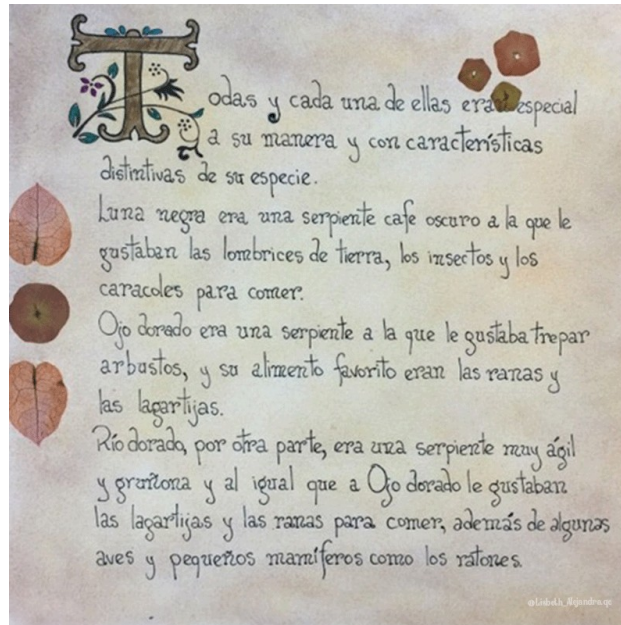 Todas y cada una de ellas eran especial
a su manera y con características
distintivas de su especie.
Luna negra era una serpiente cafe oscuro a la que le
gustaban las lombrices de tierra, los insectos y los
caracoles para comer.
Ojo dorado era una serpiente a la que le gustaba trepar
arbustos, y su alimento favorito eran las ranas y
las lagartijas.
Río dorado, por otra parte, era una serpiente muy ágil
y gruñona y al igual que a Ojo dorado le gustaban
las lagartijas y las ranas para comer, además de algunas
aves y pequeños mamíferos como los ratones.
@Lisbeth_Alejandra.qc